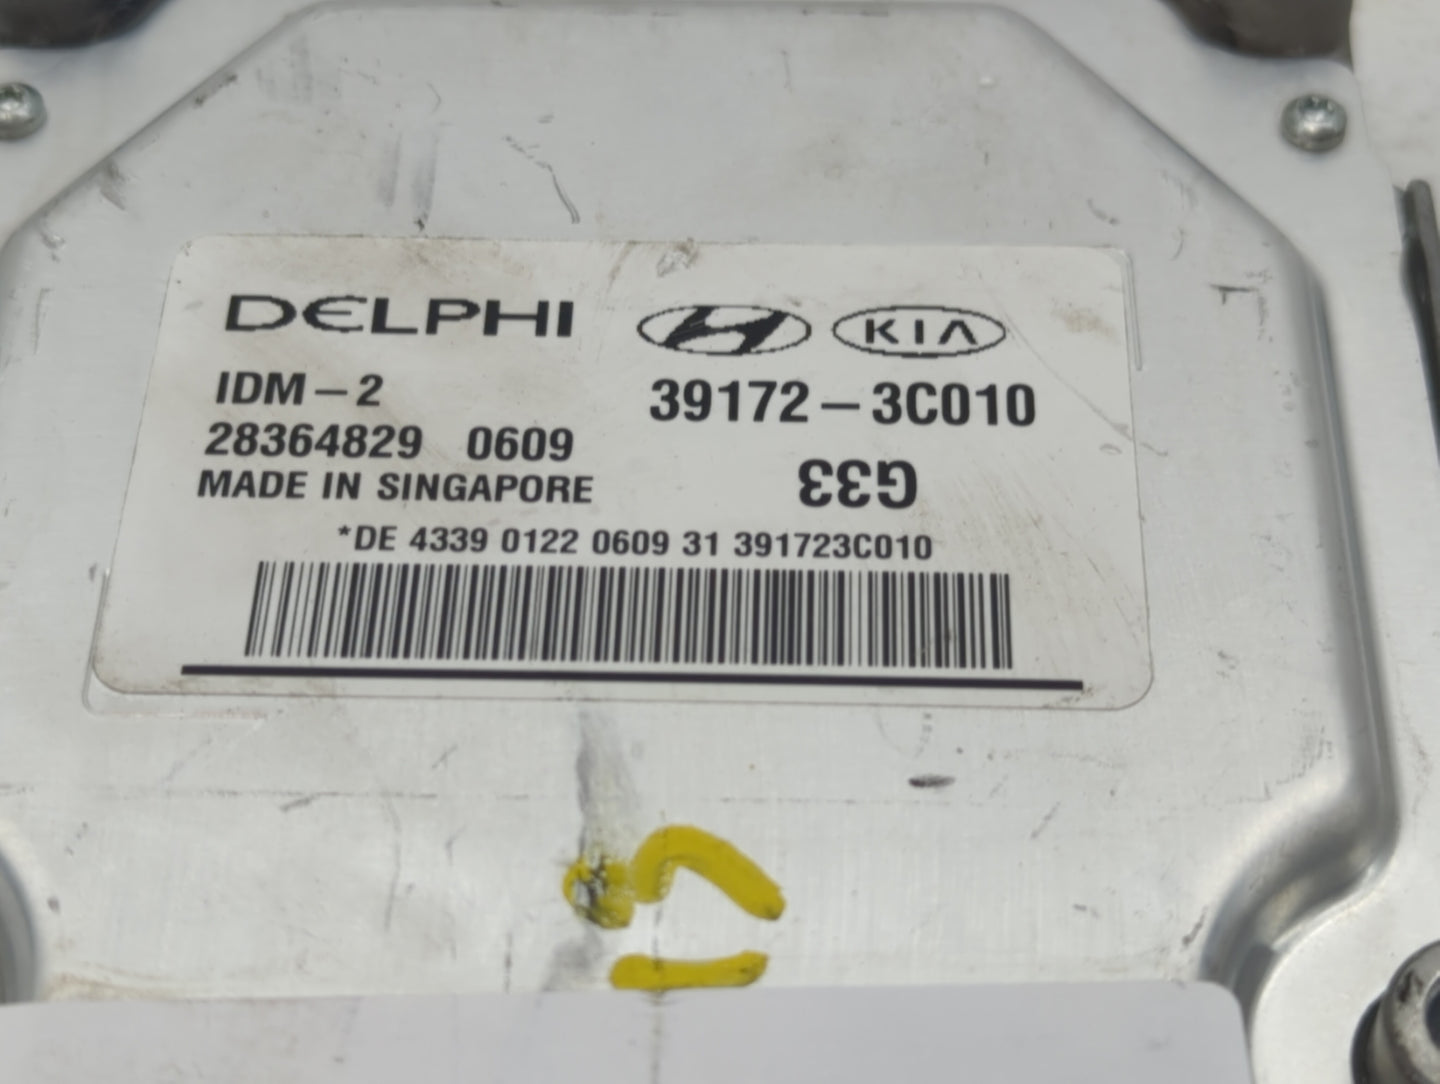 DELPHI
KIA
IDM-2
39172-3C010
28364829 0609
G33
MADE IN SINGAPORE
*DE 4339 0122 0609 31 391723C010